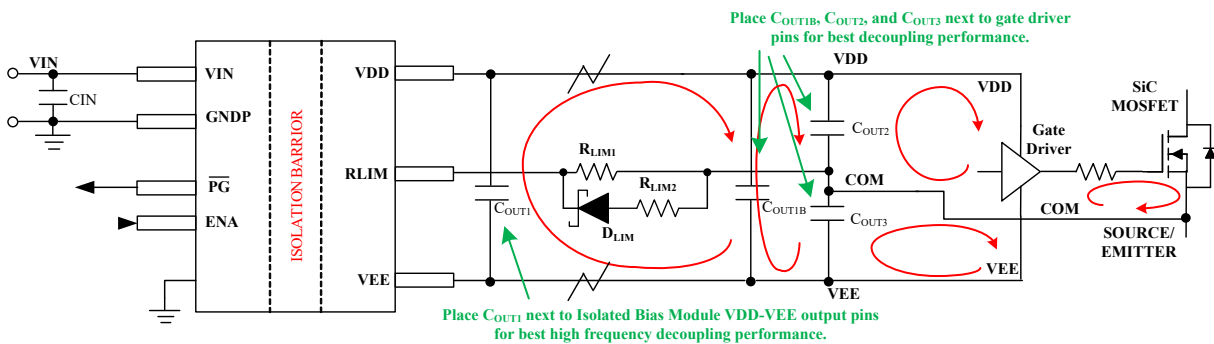 Place COUT1B, COUT2, and COUT3 next to gate driver
pins for best decoupling performance.
VIN
CIN
VIN
GNDP
PG
ENA
ISOLATION BARRIER
VDD
RLIM
VEE
COUT1
RLIM1
RLIM2
DLIM
COUT1B
VDD
COUT2
COM
COUT3
VEE
VDD
Gate
Driver
COM
VEE
SiC
MOSFET
SOURCE/
EMITTER
Place COUT1 next to Isolated Bias Module VDD-VEE output pins
for best high frequency decoupling performance.